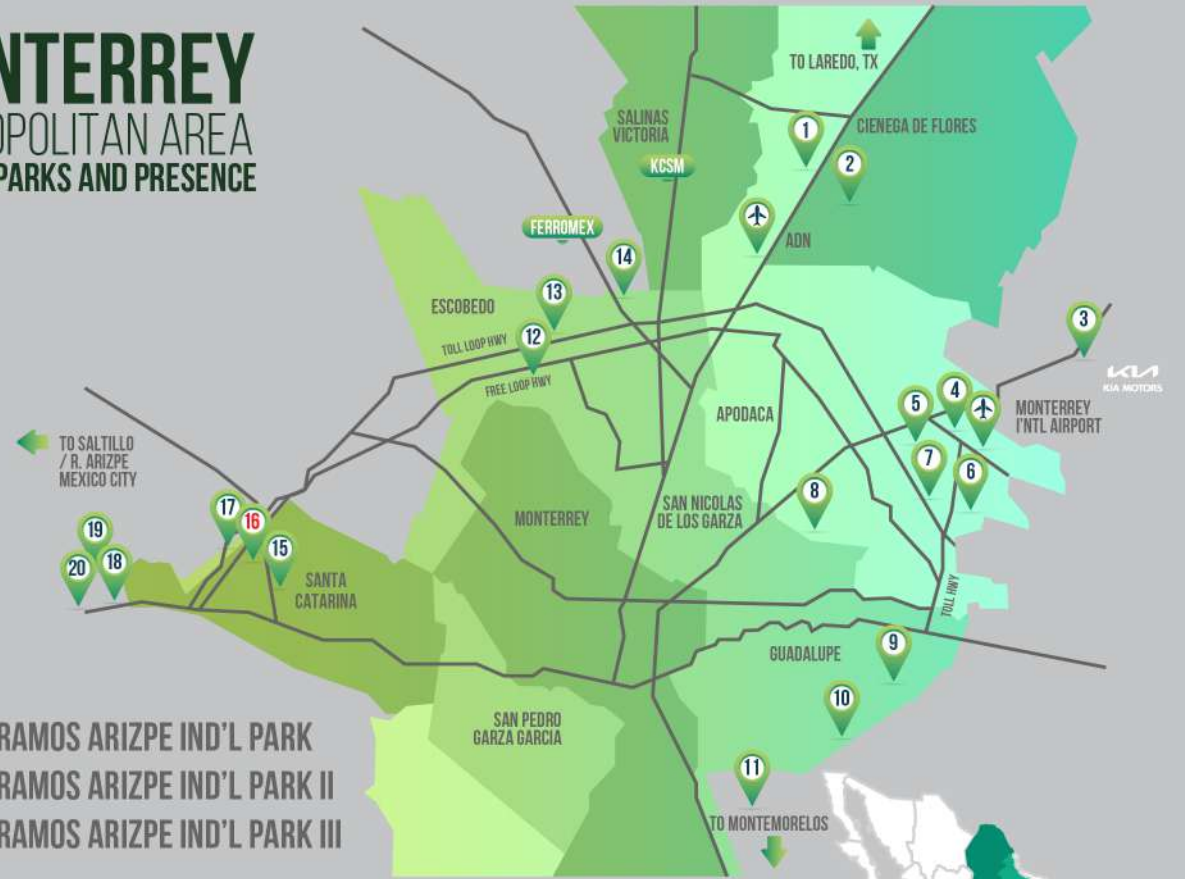 NTERREY
OPOLITAN AREA
PARKS AND PRESENCE
TO LAREDO, TX
SALINAS
VICTORIA
KCSM
1
CIENEGA DE FLORES
2
FERROMEX
ADN
14
13
ESCOBEDO
12
TOLL LOOP HWY
FREE LOOP HWY
3
KIA
KIA MOTORS
APODACA
5
4
MONTERREY
I'NTL AIRPORT
7
6
8
TO SALTILLO
/ R. ARIZPE
MEXICO CITY
SAN NICOLAS
DE LOS GARZA
MONTERREY
17
16
15
19
18
20
SANTA
CATARINA
TOLL HWY
GUADALUPE
9
10
SAN PEDRO
GARZA GARCIA
11
TO MONTEMORELOS
RAMOS ARIZPE IND'L PARK
RAMOS ARIZPE IND'L PARK II
RAMOS ARIZPE IND'L PARK III